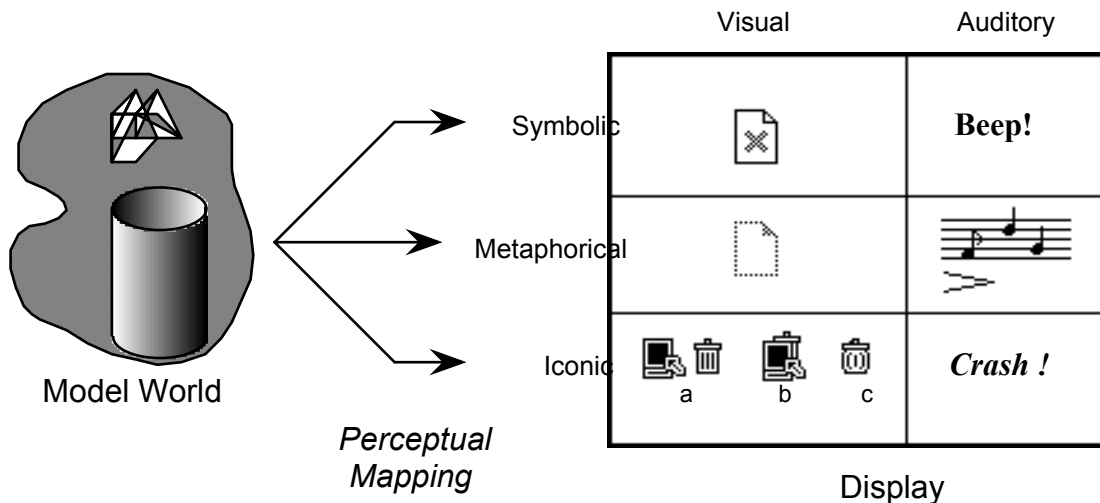 Visual Auditory
Symbolic Beep!
Metaphorical
Iconic Crash !
a b c
Model World
Perceptual
Mapping
Display